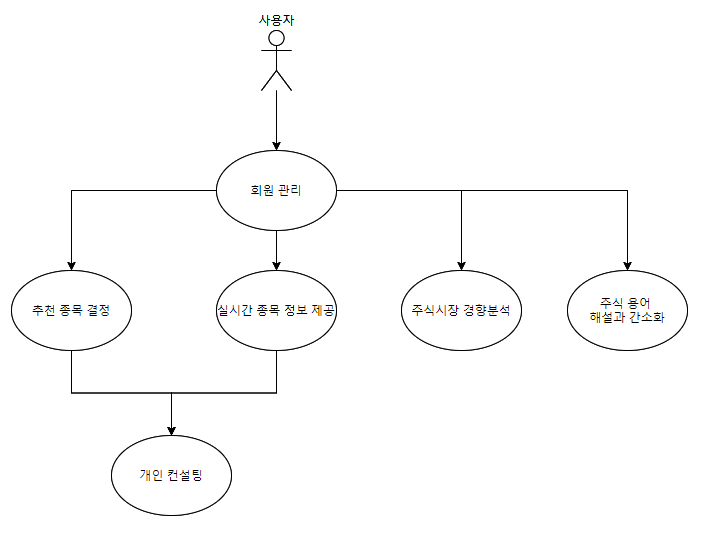 사용자
회원 관리
추천 종목 결정
실시간 종목 정보 제공
주식시장 경향분석
주식 용어
해설과 간소화
개인 컨설팅